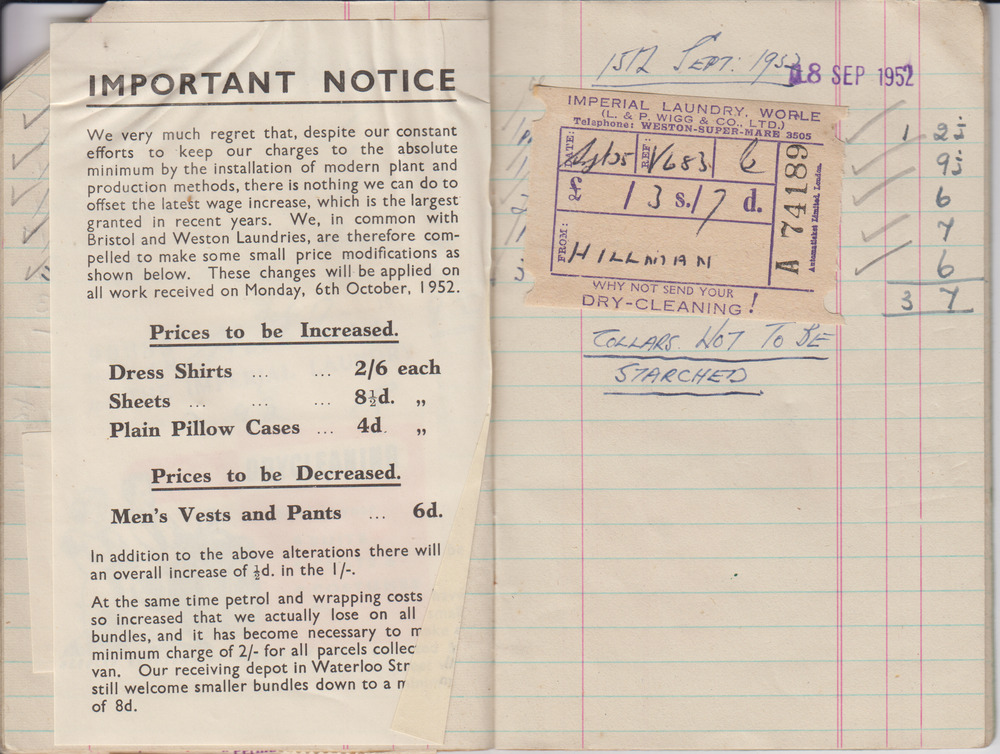 IMPORTANT NOTICE
We very much regret that, despite our constant
efforts to keep our charges to the absolute
minimum by the installation of modern plant and
production methods, there is nothing we can do to
offset the latest wage increase, which is the largest
granted in recent years. We, in common with
Bristol and Weston Laundries, are therefore com-
pelled to make some small price modifications as
shown below. These changes will be applied on
all work received on Monday, 6th October, 1952.
Prices to be Increased.
Dress Shirts ... ... 2/6 each
Sheets ... ... ... 8½d. „
Plain Pillow Cases ... 4d. „
Prices to be Decreased.
Men's Vests and Pants ... 6d.
In addition to the above alterations there will
an overall increase of ½d. in the 1/-.
At the same time petrol and wrapping costs
so increased that we actually lose on all
bundles, and it has become necessary to m
minimum charge of 2/- for all parcels collec
van. Our receiving depot in Waterloo Str
still welcome smaller bundles down to a m
of 8d.
15th SEPT: 1952
18 SEP 1952
IMPERIAL LAUNDRY, WORLE
(L. & P. WIGG & CO., LTD.)
Telephone: WESTON-SUPER-MARE 3505
DATE: REF:
13 s. / 7 d.
FROM: HILLMAN
A 74189
Automaticket Limited, London.
WHY NOT SEND YOUR
DRY-CLEANING!
1 2½
9½
6
7
6
3 7
COLLARS NOT TO BE
STARCHED